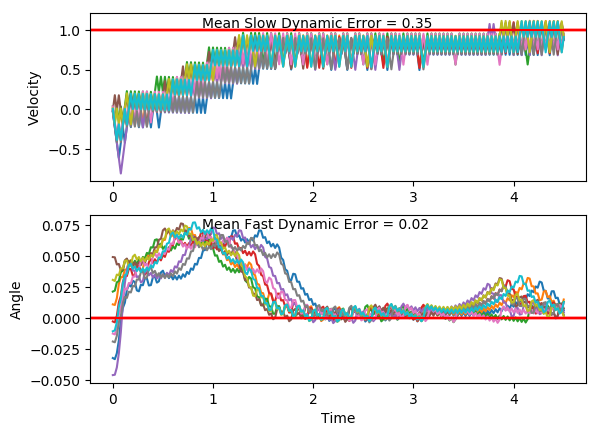 Mean Slow Dynamic Error = 0.35
1.0
0.5
0.0
−0.5
Velocity
0 1 2 3 4
Mean Fast Dynamic Error = 0.02
0.075
0.050
0.025
0.000
−0.025
−0.050
Angle
0 1 2 3 4
Time